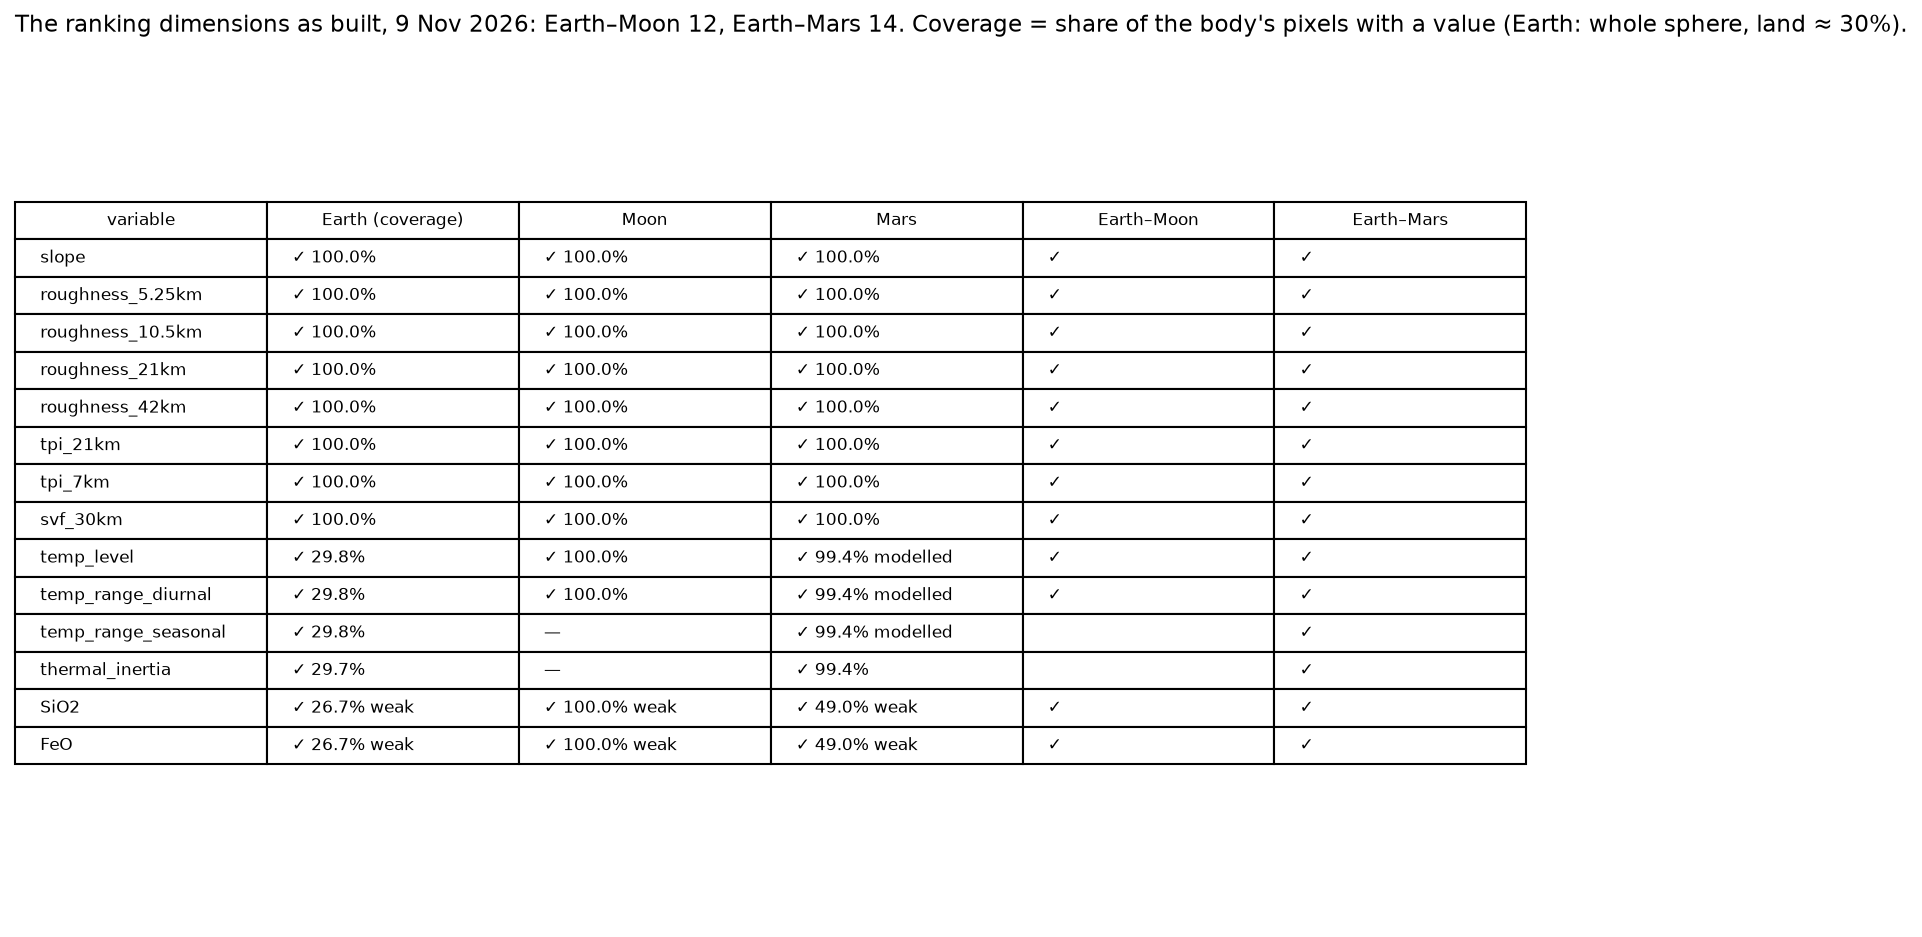 The ranking dimensions as built, 9 Nov 2026: Earth–Moon 12, Earth–Mars 14. Coverage = share of the body's pixels with a value (Earth: whole sphere, land ≈ 30%).
variable Earth (coverage) Moon Mars Earth–Moon Earth–Mars
slope ✓ 100.0% ✓ 100.0% ✓ 100.0% ✓ ✓
roughness_5.25km ✓ 100.0% ✓ 100.0% ✓ 100.0% ✓ ✓
roughness_10.5km ✓ 100.0% ✓ 100.0% ✓ 100.0% ✓ ✓
roughness_21km ✓ 100.0% ✓ 100.0% ✓ 100.0% ✓ ✓
roughness_42km ✓ 100.0% ✓ 100.0% ✓ 100.0% ✓ ✓
tpi_21km ✓ 100.0% ✓ 100.0% ✓ 100.0% ✓ ✓
tpi_7km ✓ 100.0% ✓ 100.0% ✓ 100.0% ✓ ✓
svf_30km ✓ 100.0% ✓ 100.0% ✓ 100.0% ✓ ✓
temp_level ✓ 29.8% ✓ 100.0% ✓ 99.4% modelled ✓ ✓
temp_range_diurnal ✓ 29.8% ✓ 100.0% ✓ 99.4% modelled ✓ ✓
temp_range_seasonal ✓ 29.8% — ✓ 99.4% modelled ✓
thermal_inertia ✓ 29.7% — ✓ 99.4% ✓
SiO2 ✓ 26.7% weak ✓ 100.0% weak ✓ 49.0% weak ✓ ✓
FeO ✓ 26.7% weak ✓ 100.0% weak ✓ 49.0% weak ✓ ✓